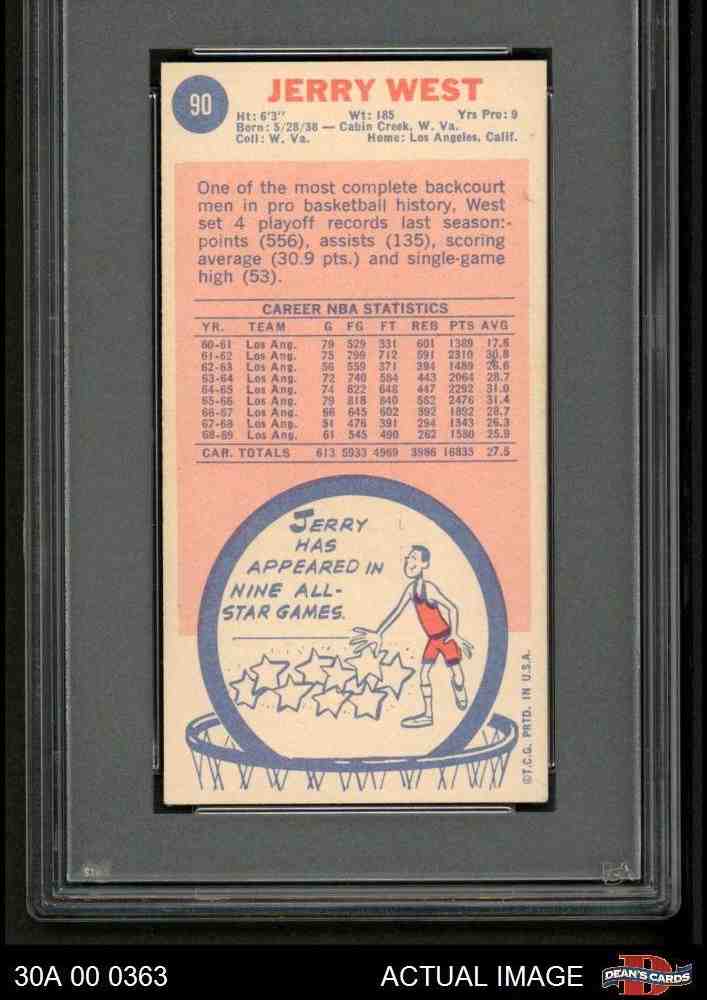 90
JERRY WEST
Ht: 6'3" Wt: 185 Yrs Pro: 9
Born: 5/28/38 — Cabin Creek, W. Va.
Coll: W. Va. Home: Los Angeles, Calif.
One of the most complete backcourt
men in pro basketball history, West
set 4 playoff records last season:-
points (556), assists (135), scoring
average (30.9 pts.) and single-game
high (53).
CAREER NBA STATISTICS
YR. TEAM G FG FT REB PTS AVG
60-61 Los Ang. 79 529 331 601 1389 17.6
61-62 Los Ang. 75 799 712 591 2310 30.8
62-63 Los Ang. 56 559 371 394 1489 26.6
63-64 Los Ang. 72 740 584 443 2064 28.7
64-65 Los Ang. 74 822 648 447 2292 31.0
65-66 Los Ang. 79 818 840 562 2476 31.4
66-67 Los Ang. 66 645 602 392 1892 28.7
67-68 Los Ang. 51 476 391 294 1343 26.3
68-69 Los Ang. 61 545 490 262 1580 25.9
CAR. TOTALS 613 5933 4969 3986 16835 27.5
JERRY
HAS
APPEARED IN
NINE ALL-
STAR GAMES.
©T.C.G. PRTD. IN U.S.A.
30A 00 0363
ACTUAL IMAGE
DEAN'S CARDS